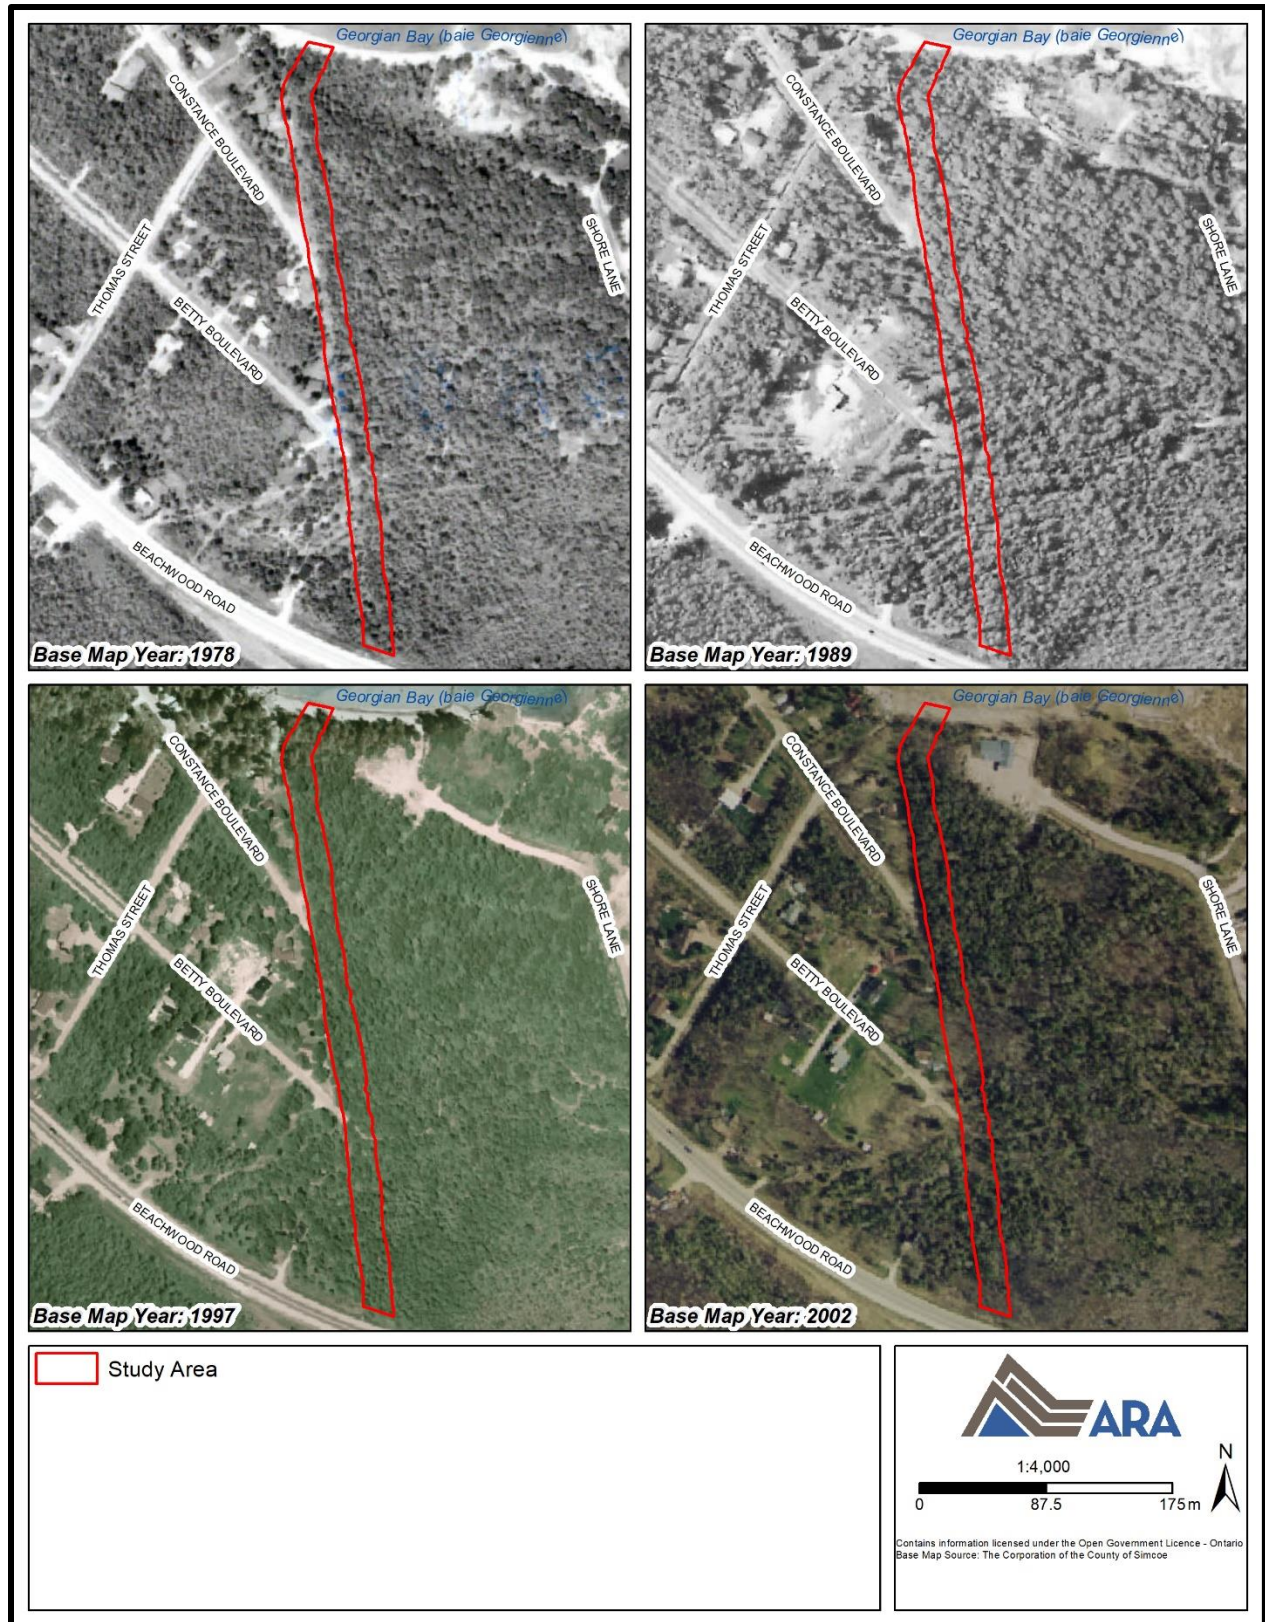 Georgian Bay (baie Georgienne)
CONSTANCE BOULEVARD
THOMAS STREET
SHORE LANE
BETTY BOULEVARD
BEACHWOOD ROAD
Base Map Year: 1978
Georgian Bay (baie Georgienne)
CONSTANCE BOULEVARD
THOMAS STREET
SHORE LANE
BETTY BOULEVARD
BEACHWOOD ROAD
Base Map Year: 1989
Georgian Bay (baie Georgienne)
CONSTANCE BOULEVARD
THOMAS STREET
SHORE LANE
BETTY BOULEVARD
BEACHWOOD ROAD
Base Map Year: 1997
Georgian Bay (baie Georgienne)
CONSTANCE BOULEVARD
THOMAS STREET
SHORE LANE
BETTY BOULEVARD
BEACHWOOD ROAD
Base Map Year: 2002
Study Area
ARA
1:4,000
N
0 87.5 175 m
Contains information licensed under the Open Government Licence - Ontario
Base Map Source: The Corporation of the County of Simcoe